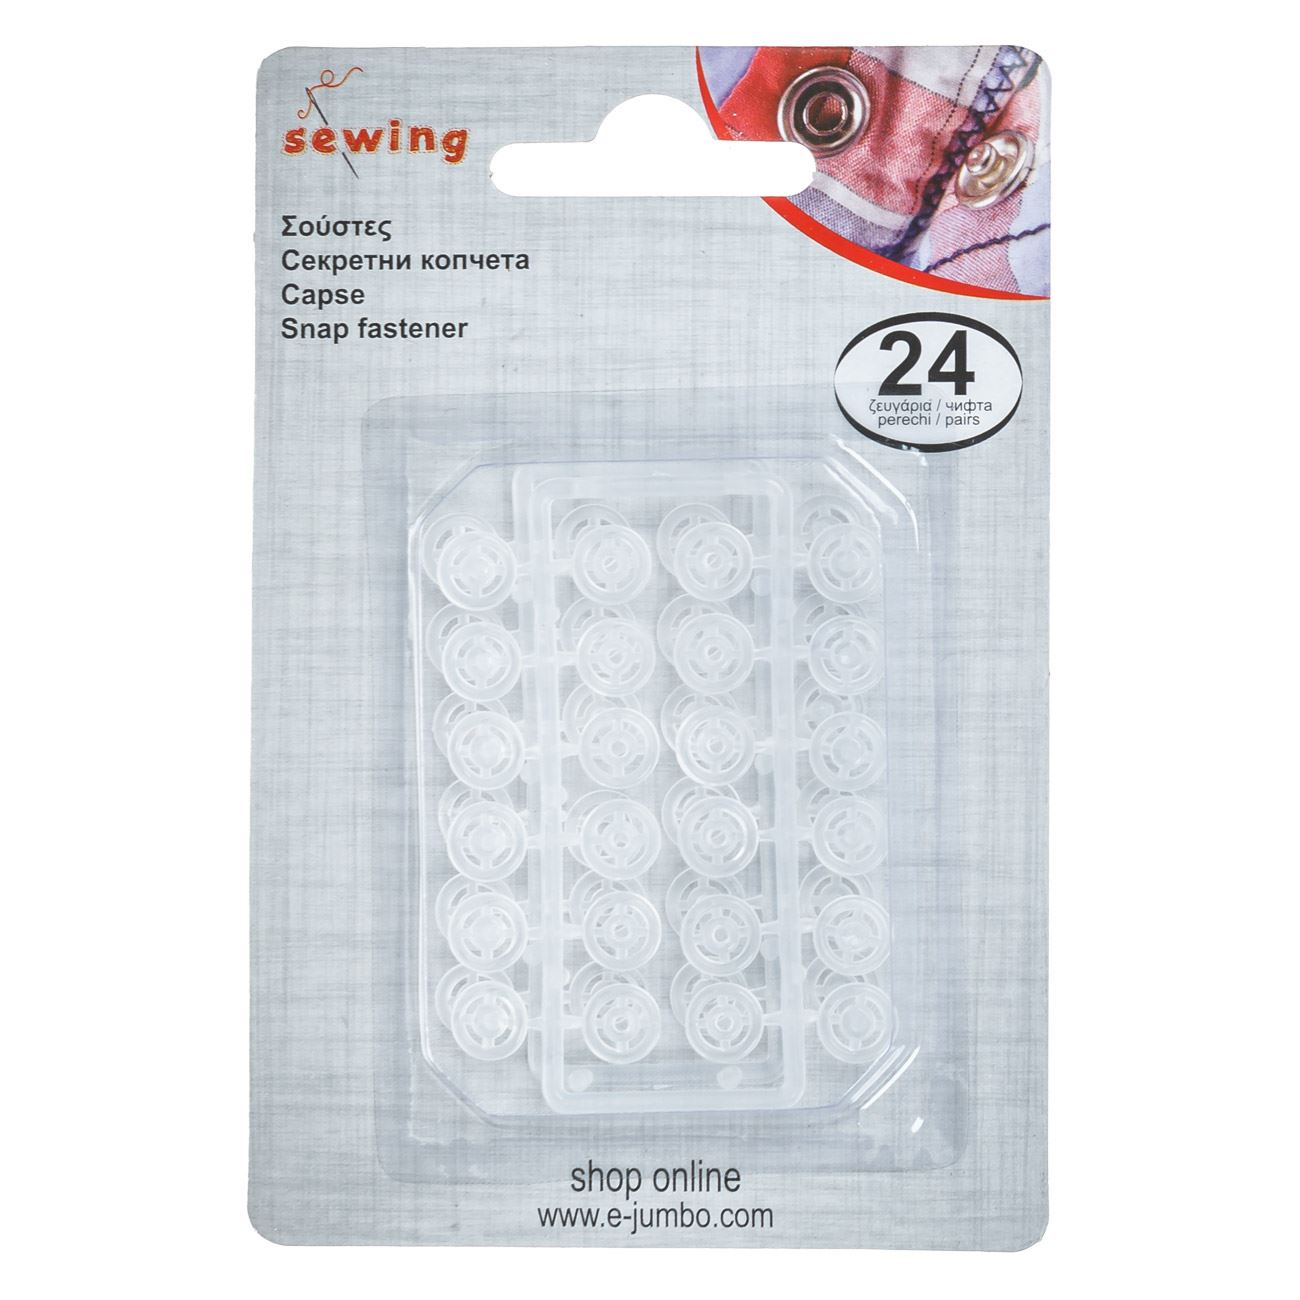 sewing
Σούστες
Секретни копчета
Capse
Snap fastener
24
ζευγάρια / чифта
perechi / pairs
shop online
www.e-jumbo.com